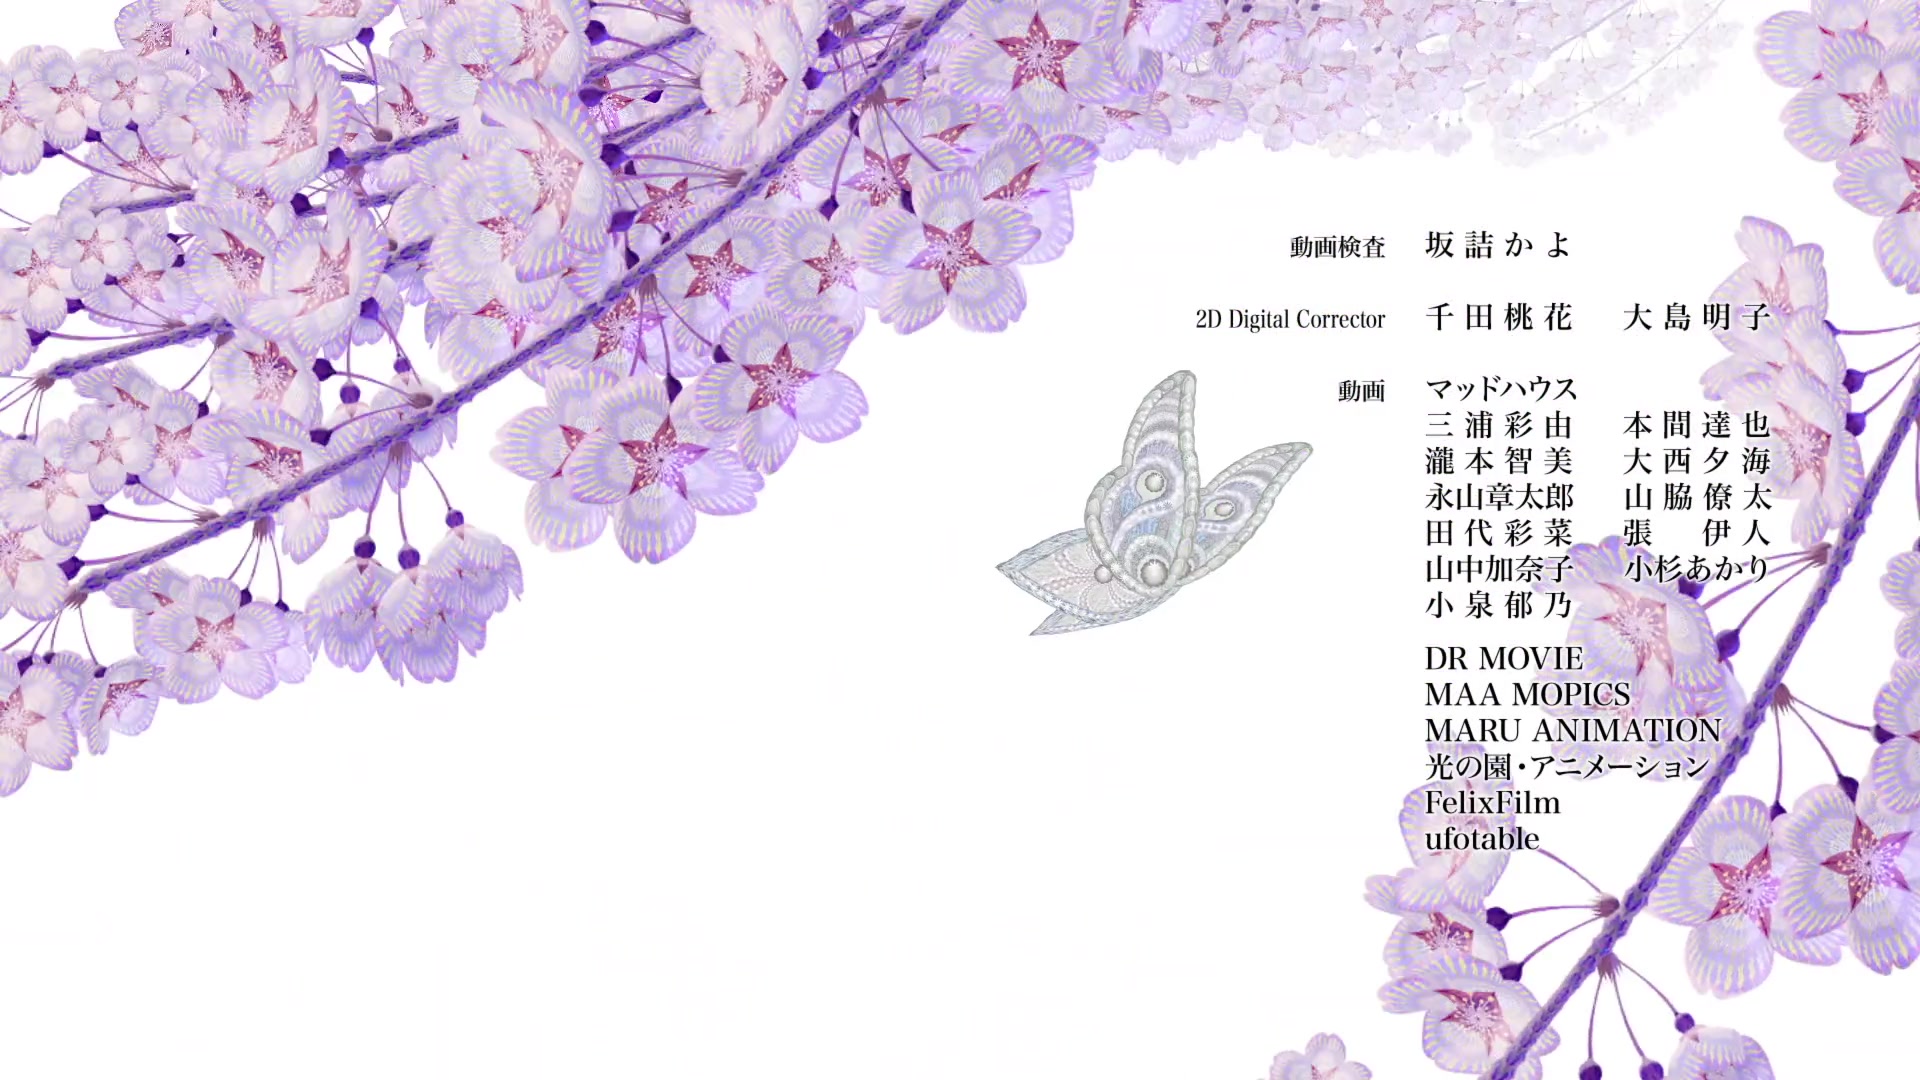 動画検査 坂詰かよ
2D Digital Corrector 千田桃花 大島明子
動画 マッドハウス
三浦彩由 本間達也
瀧本智美 大西夕海
永山章太郎 山脇僚太
田代彩菜 張 伊人
山中加奈子 小杉あかり
小泉郁乃
DR MOVIE
MAA MOPICS
MARU ANIMATION
光の園・アニメーション
FelixFilm
ufotable